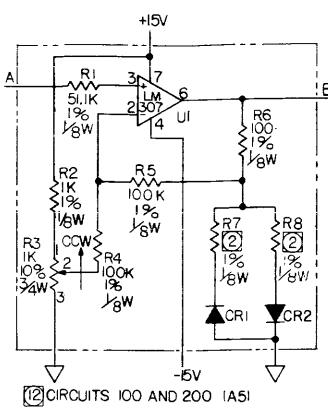 +15V
A
R1
51.1K
1%
1/8W
3
7
+
LM
307
6
2
-
4
U1
B
R6
100
1%
1/8W
R2
1K
1%
1/8W
R5
100K
1%
1/8W
R3
1K
10%
3/4W
2
3
CCW
R4
100K
1%
1/8W
R7
2
1%
1/8W
R8
2
1%
1/8W
CR1
CR2
-15V
12 CIRCUITS 100 AND 200 1A51